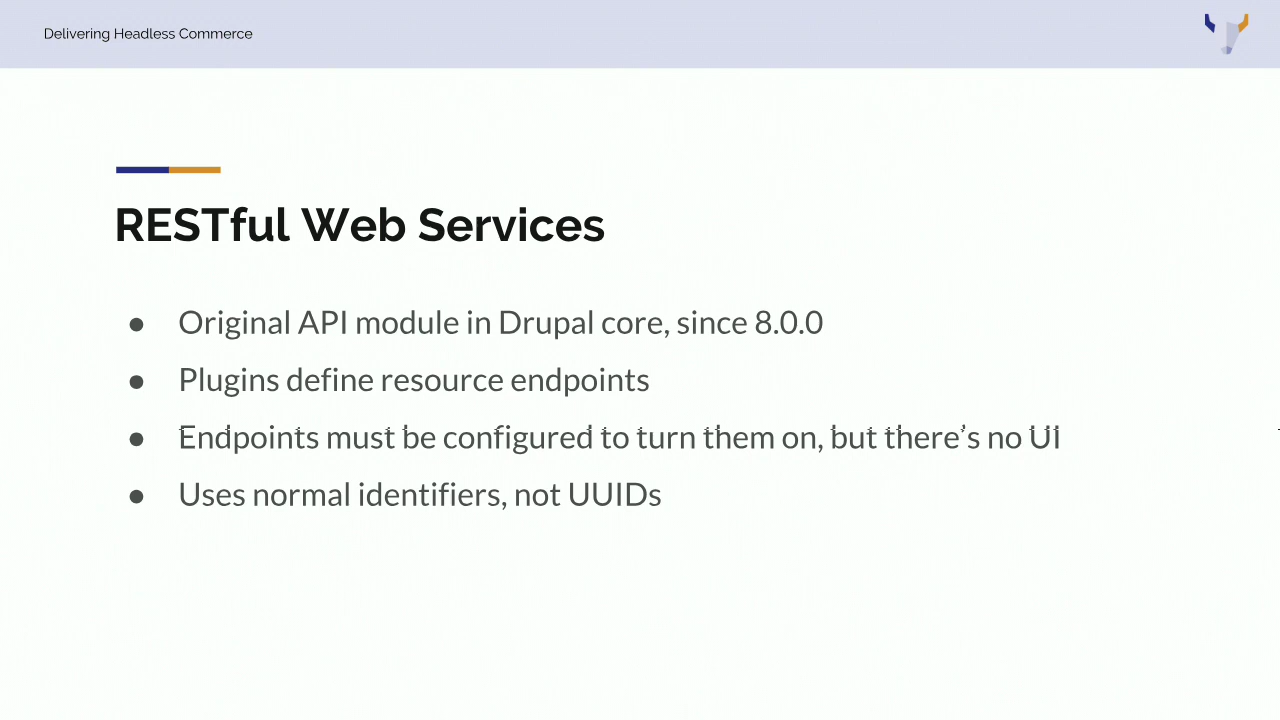 Delivering Headless Commerce
RESTful Web Services
● Original API module in Drupal core, since 8.0.0
● Plugins define resource endpoints
● Endpoints must be configured to turn them on, but there’s no UI
● Uses normal identifiers, not UUIDs